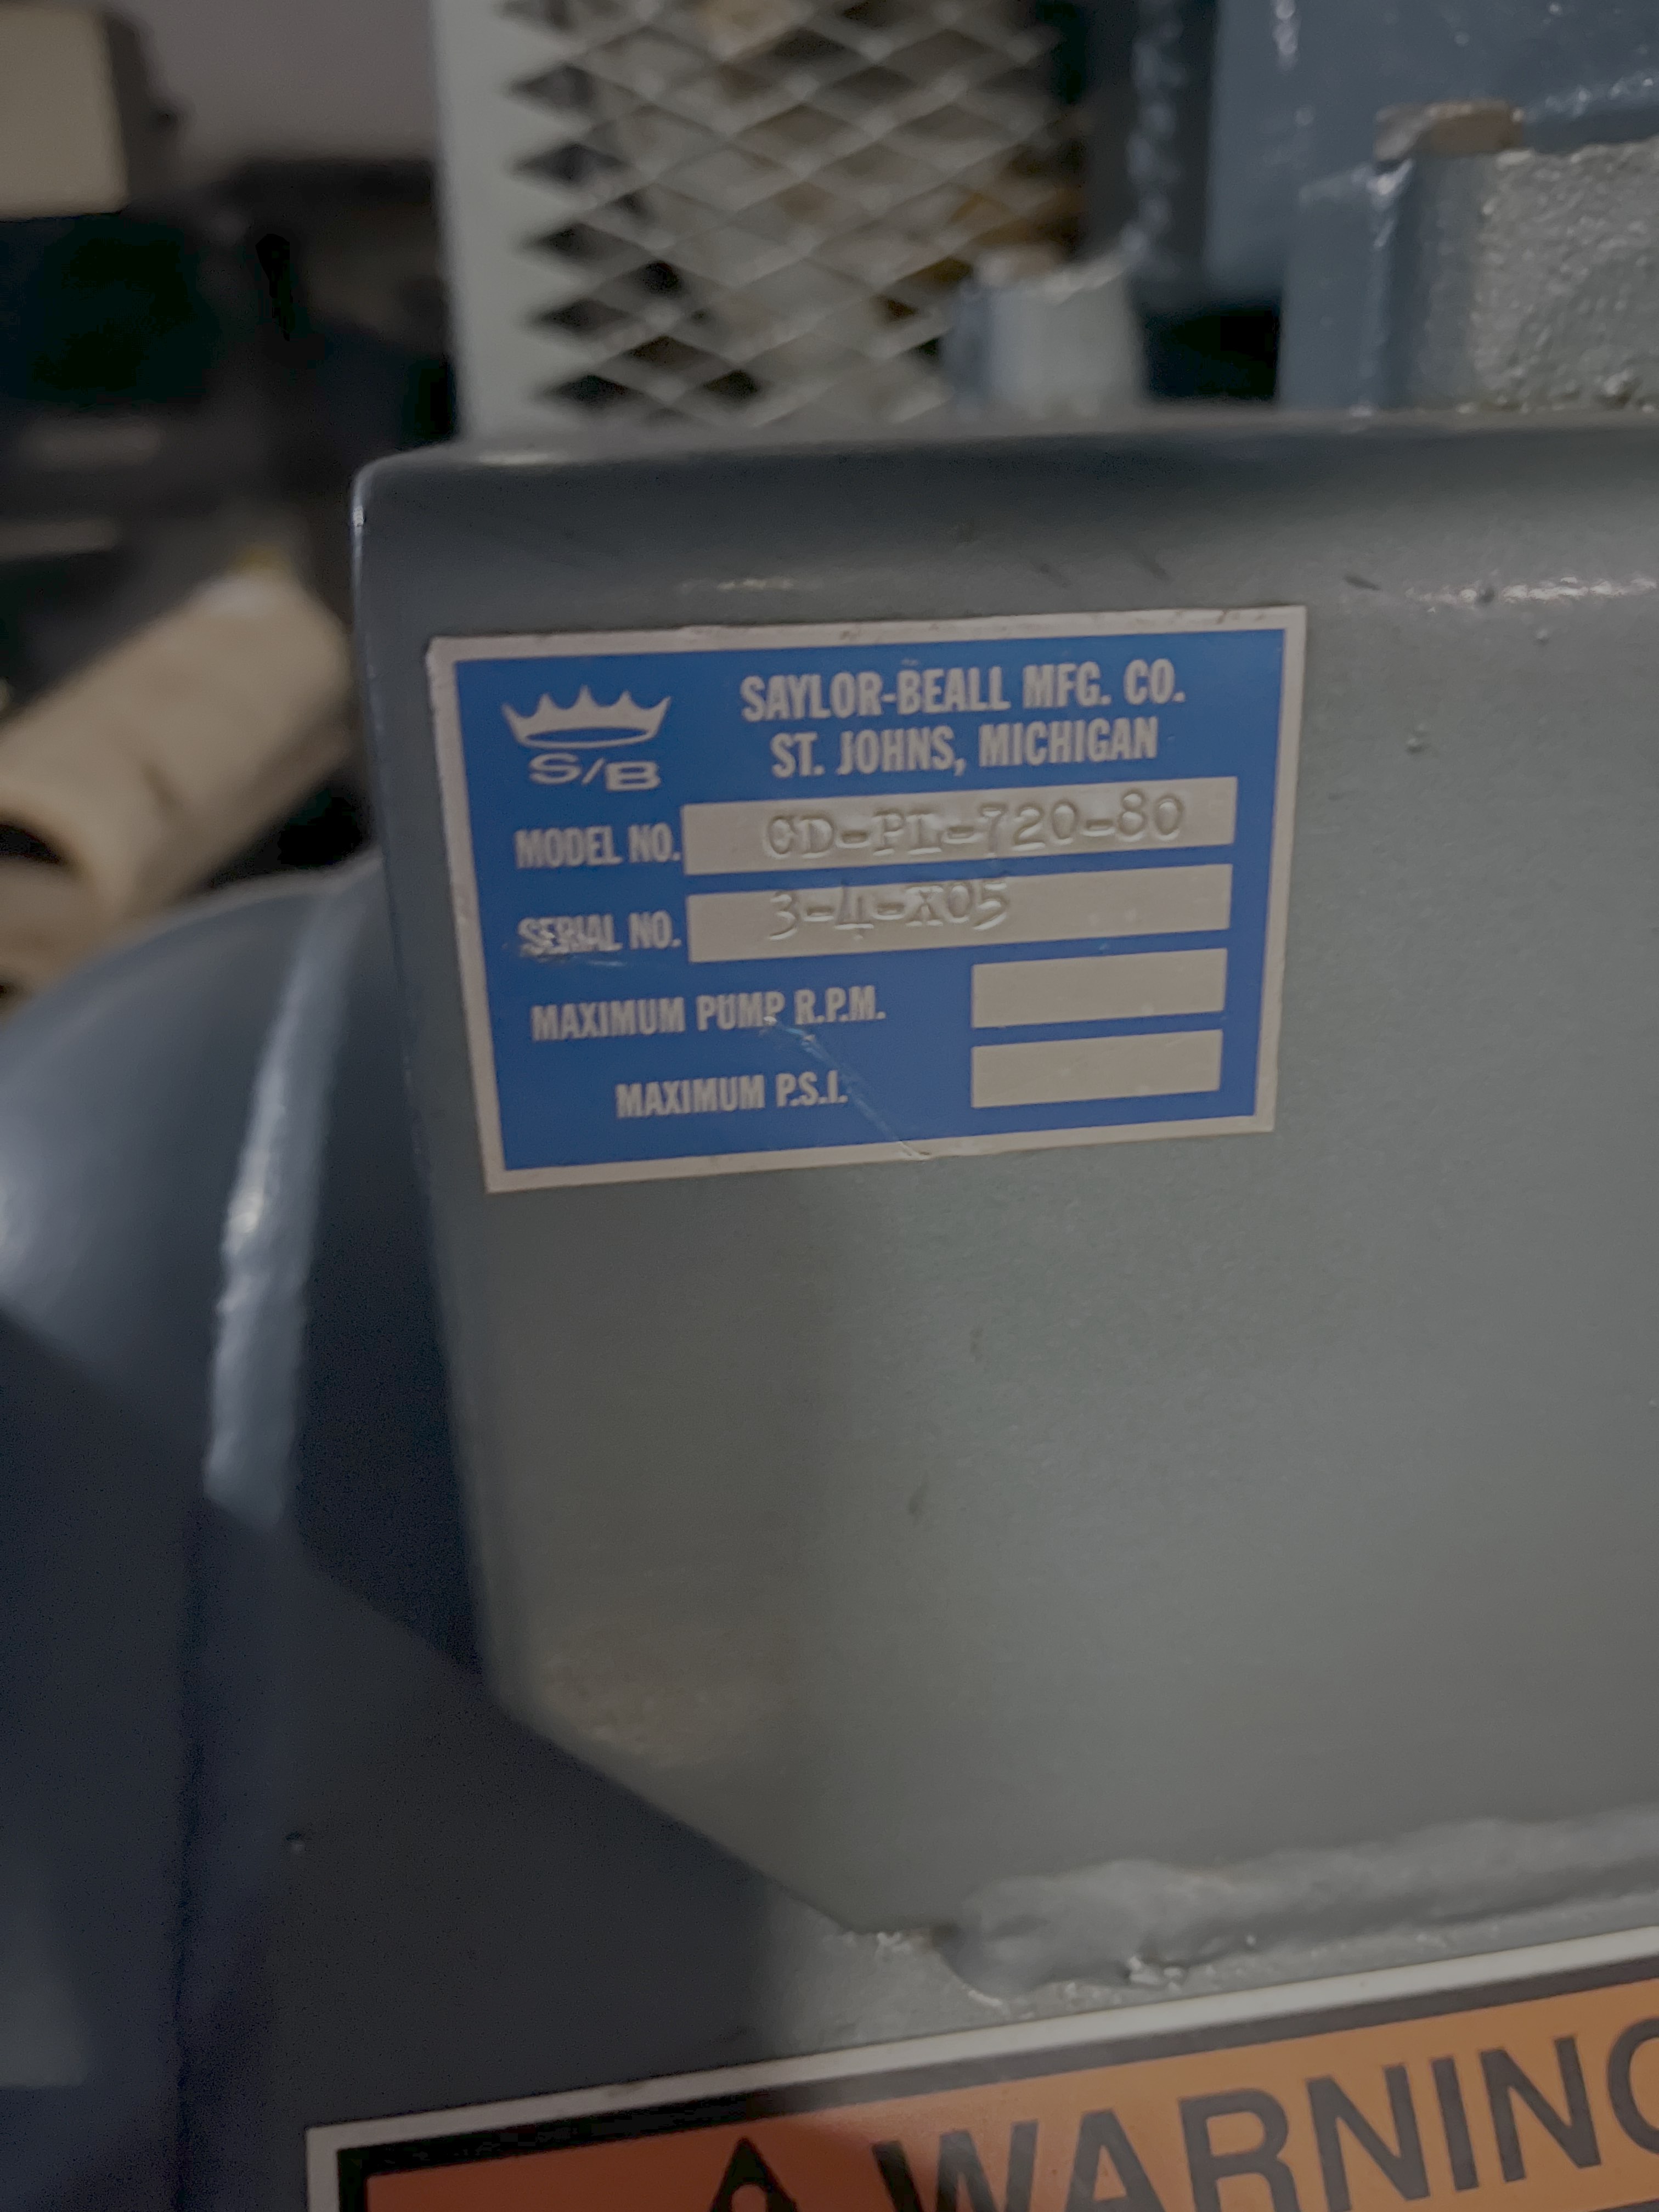 SAYLOR-BEALL MFG. CO.
ST. JOHNS, MICHIGAN
S/B
MODEL NO. CD-PL-720-80
SERIAL NO. 3-4-X05
MAXIMUM PUMP R.P.M.
MAXIMUM P.S.I.
WARNING